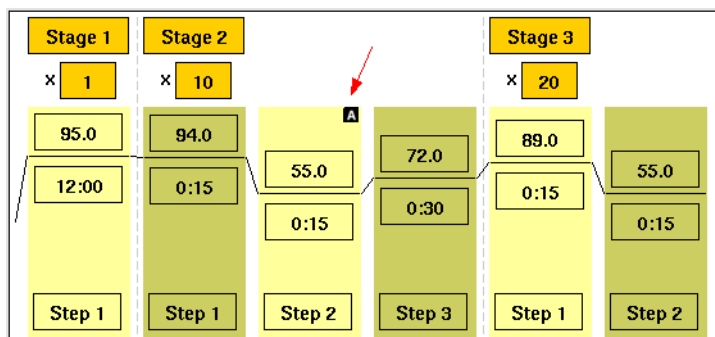 Stage 1
Stage 2
Stage 3
x 1
x 10
x 20
A
95.0
94.0
55.0
72.0
89.0
55.0
12:00
0:15
0:15
0:30
0:15
0:15
Step 1
Step 1
Step 2
Step 3
Step 1
Step 2